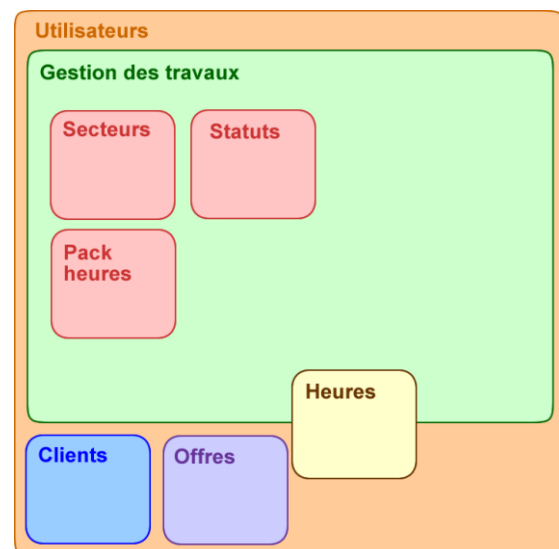 Utilisateurs
Gestion des travaux
Secteurs
Statuts
Pack
heures
Heures
Clients
Offres